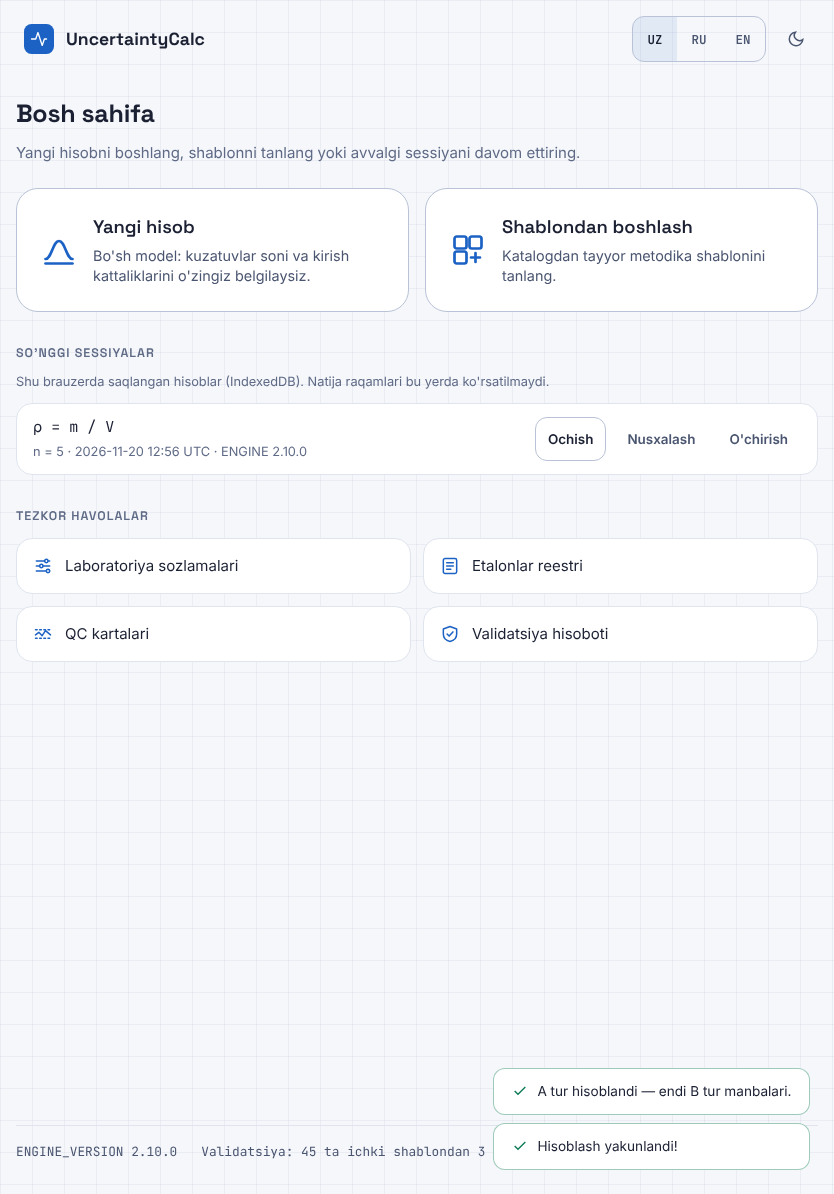 UncertaintyCalc
UZ RU EN
Bosh sahifa
Yangi hisobni boshlang, shablonni tanlang yoki avvalgi sessiyani davom ettiring.
Yangi hisob
Bo'sh model: kuzatuvlar soni va kirish
kattaliklarini o'zingiz belgilaysiz.
Shablondan boshlash
Katalogdan tayyor metodika shablonini
tanlang.
SO'NGGI SESSIYALAR
Shu brauzerda saqlangan hisoblar (IndexedDB). Natija raqamlari bu yerda ko'rsatilmaydi.
ρ = m / V
n = 5 · 2026-11-20 12:56 UTC · ENGINE 2.10.0
Ochish Nusxalash O'chirish
TEZKOR HAVOLALAR
Laboratoriya sozlamalari
Etalonlar reestri
QC kartalari
Validatsiya hisoboti
A tur hisoblandi — endi B tur manbalari.
ENGINE_VERSION 2.10.0 Validatsiya: 45 ta ichki shablondan 3
Hisoblash yakunlandi!